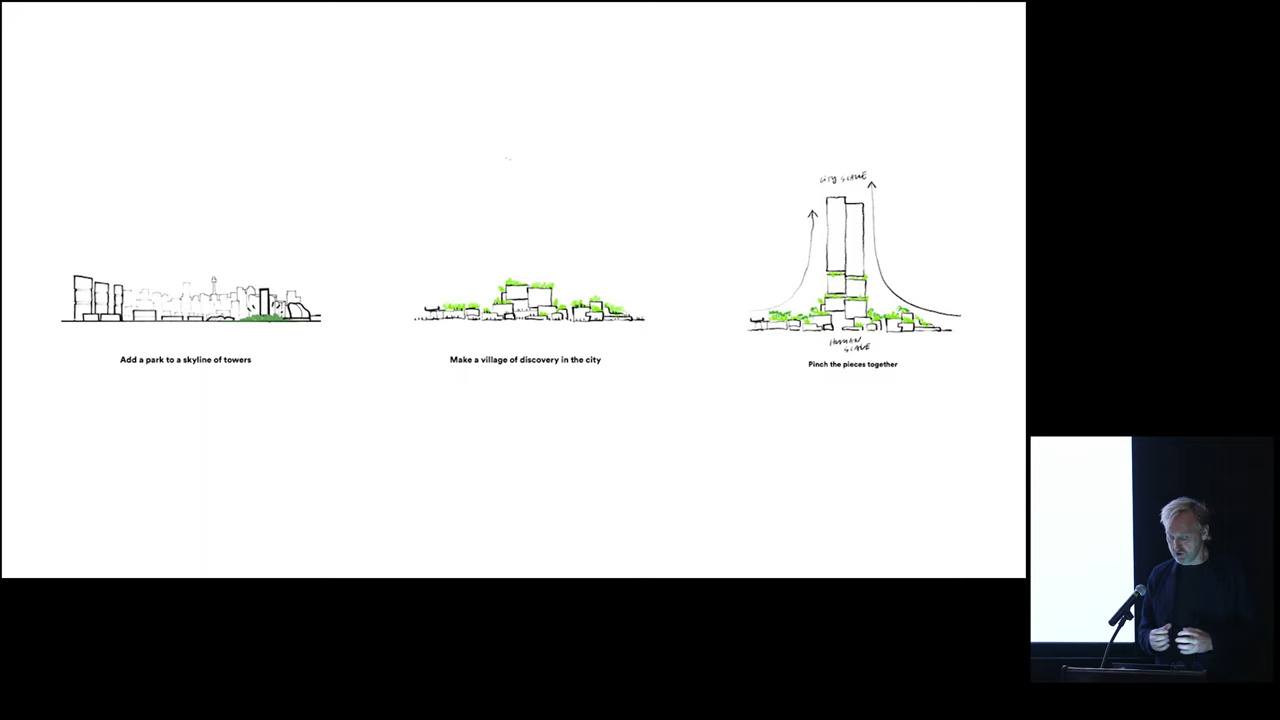 CITY SCALE
HUMAN
SCALE
Add a park to a skyline of towers
Make a village of discovery in the city
Pinch the pieces together